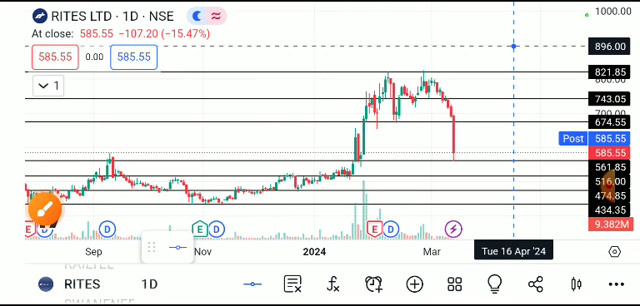 RITES LTD · 1D · NSE
At close: 585.55 −107.20 (−15.47%)
585.55 0.00 585.55
1
1000.00
896.00
821.85
743.05
700.00
674.55
Post 585.55
585.55
561.85
516.00
474.85
434.35
9.382M
E D E D E D
Sep Nov 2024 Mar Tue 16 Apr '24
RITES 1D